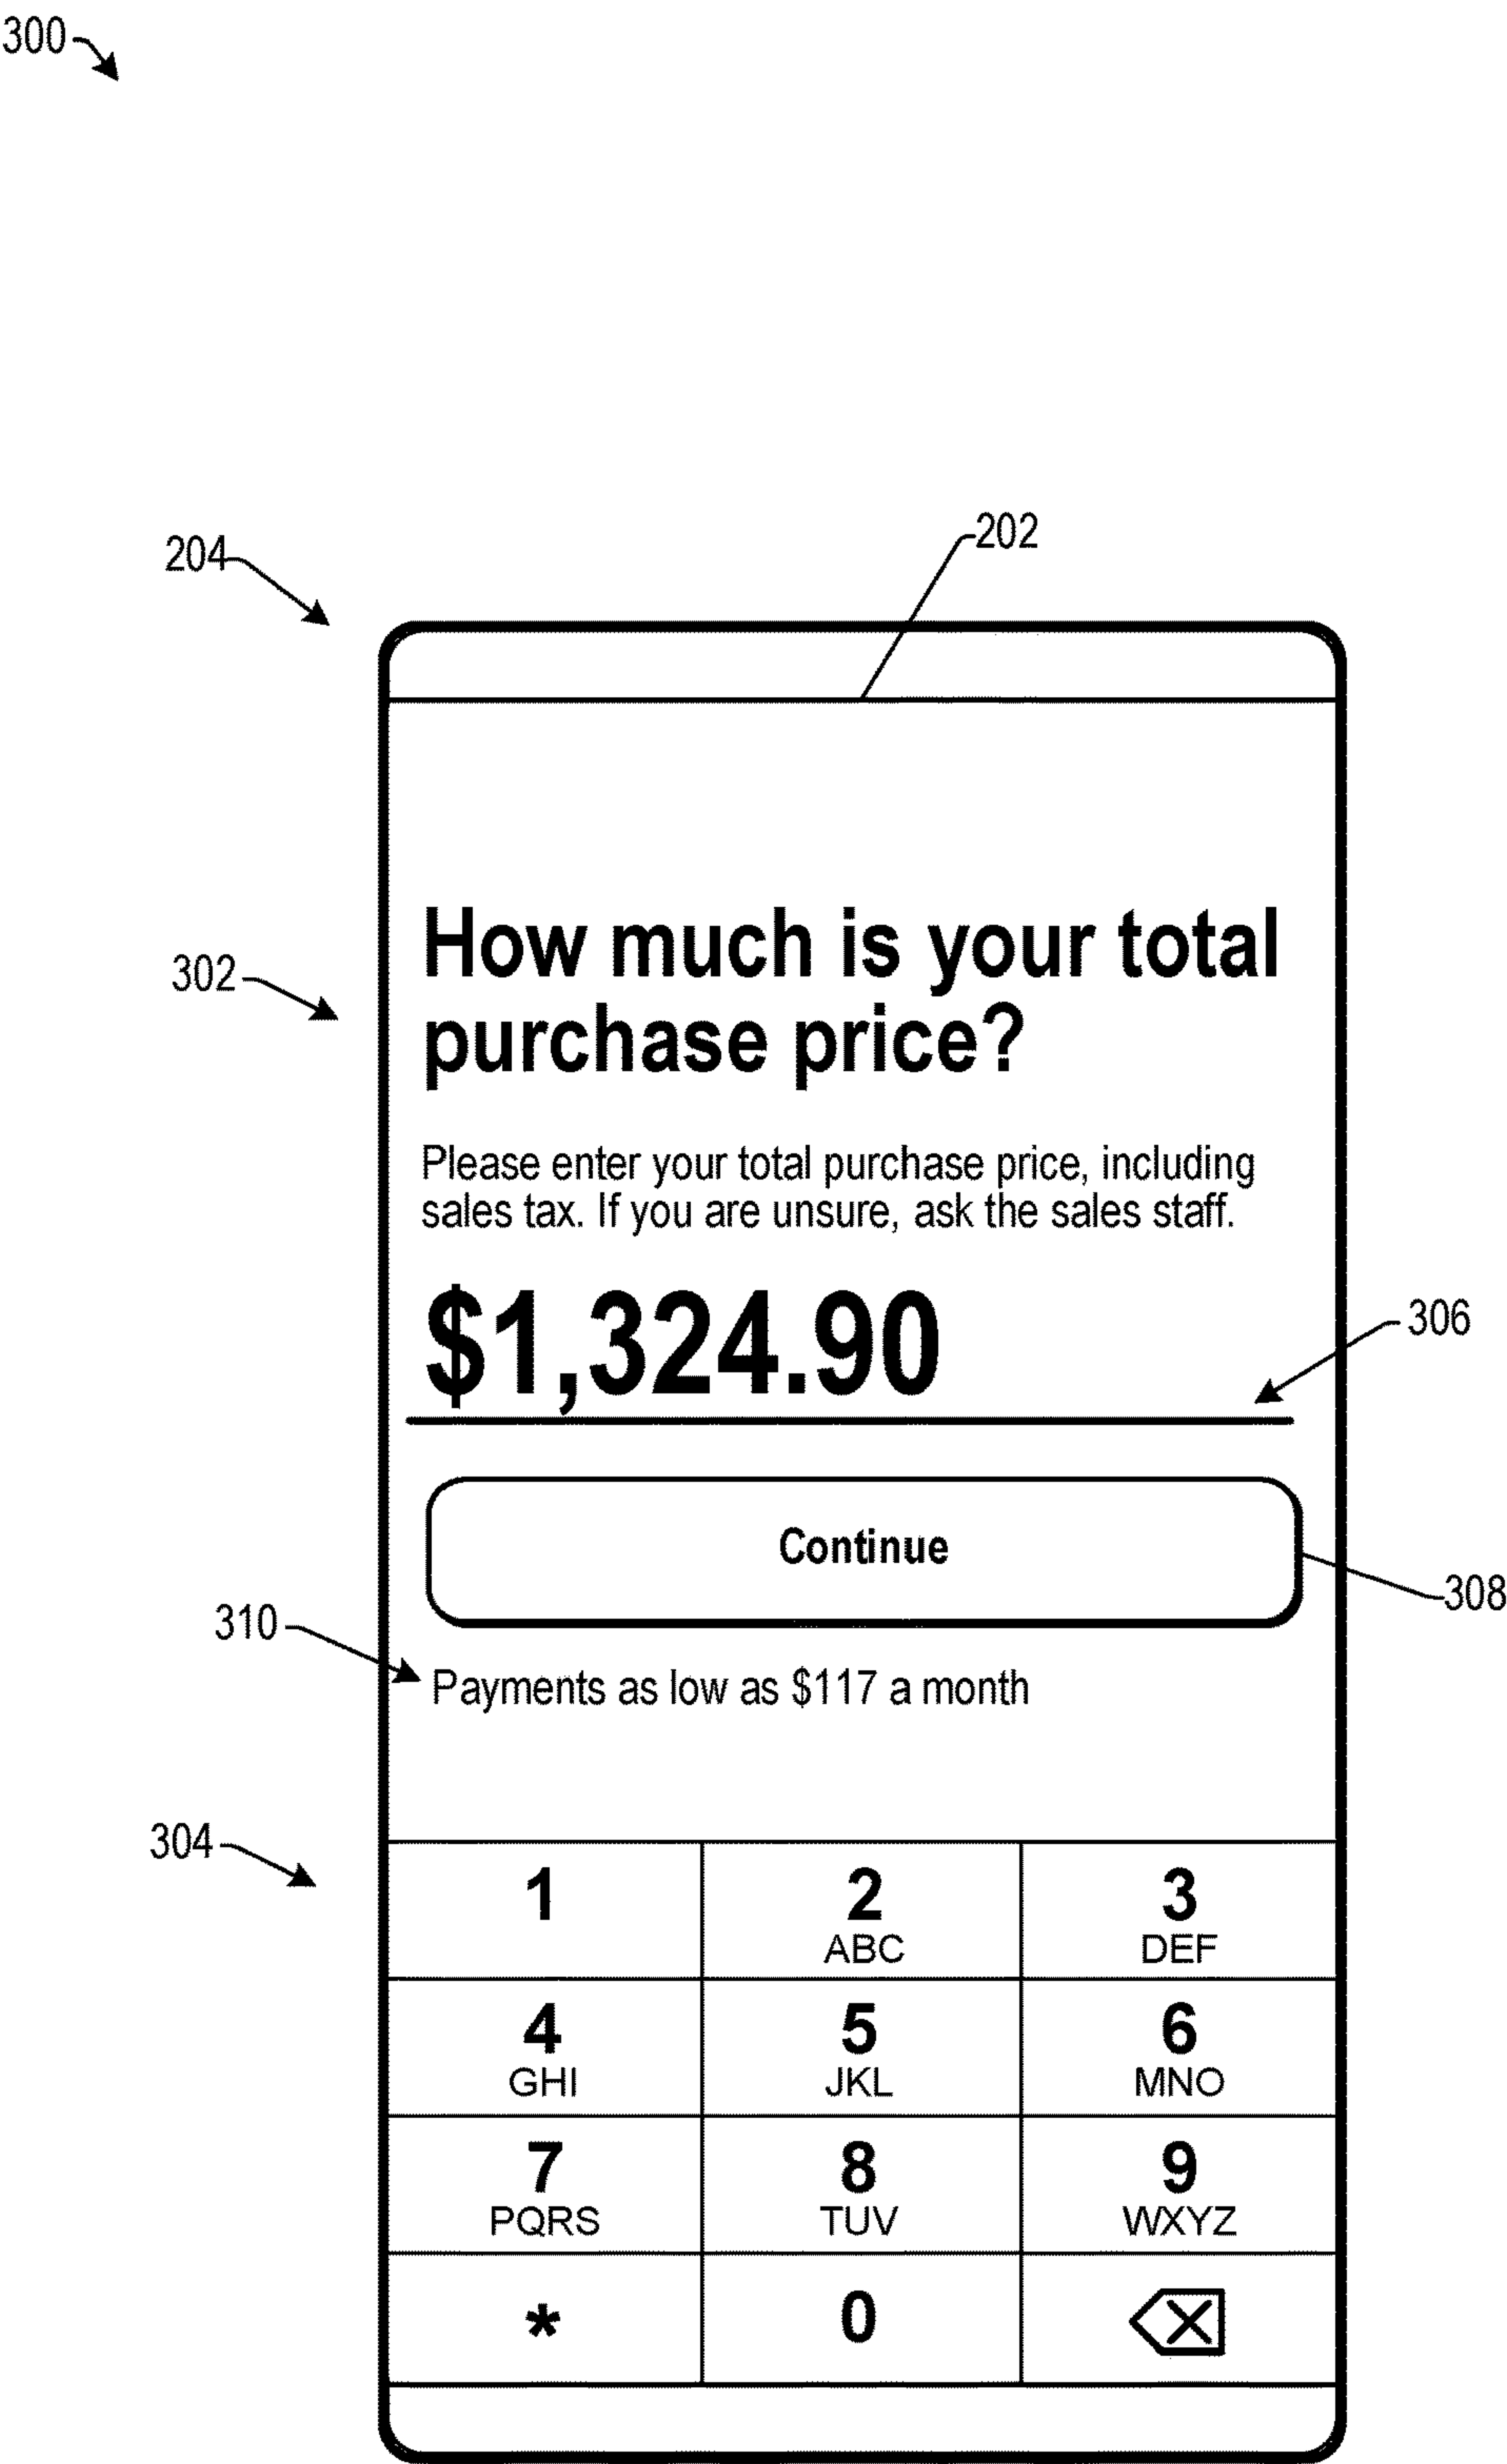 300
202
204
How much is your total
302
purchase price?
Please enter your total purchase price, including
sales tax. If you are unsure, ask the sales staff.
$1,324.90
306
Continue
308
310
Payments as low as $117 a month
304
1 2 3
ABC DEF
4 5 6
GHI JKL MNO
7 8 9
PQRS TUV WXYZ
* 0